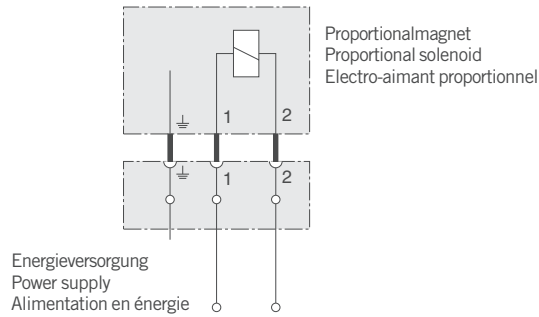 Proportionalmagnet
Proportional solenoid
Electro-aimant proportionnel
1 2
1 2
Energieversorgung
Power supply
Alimentation en énergie